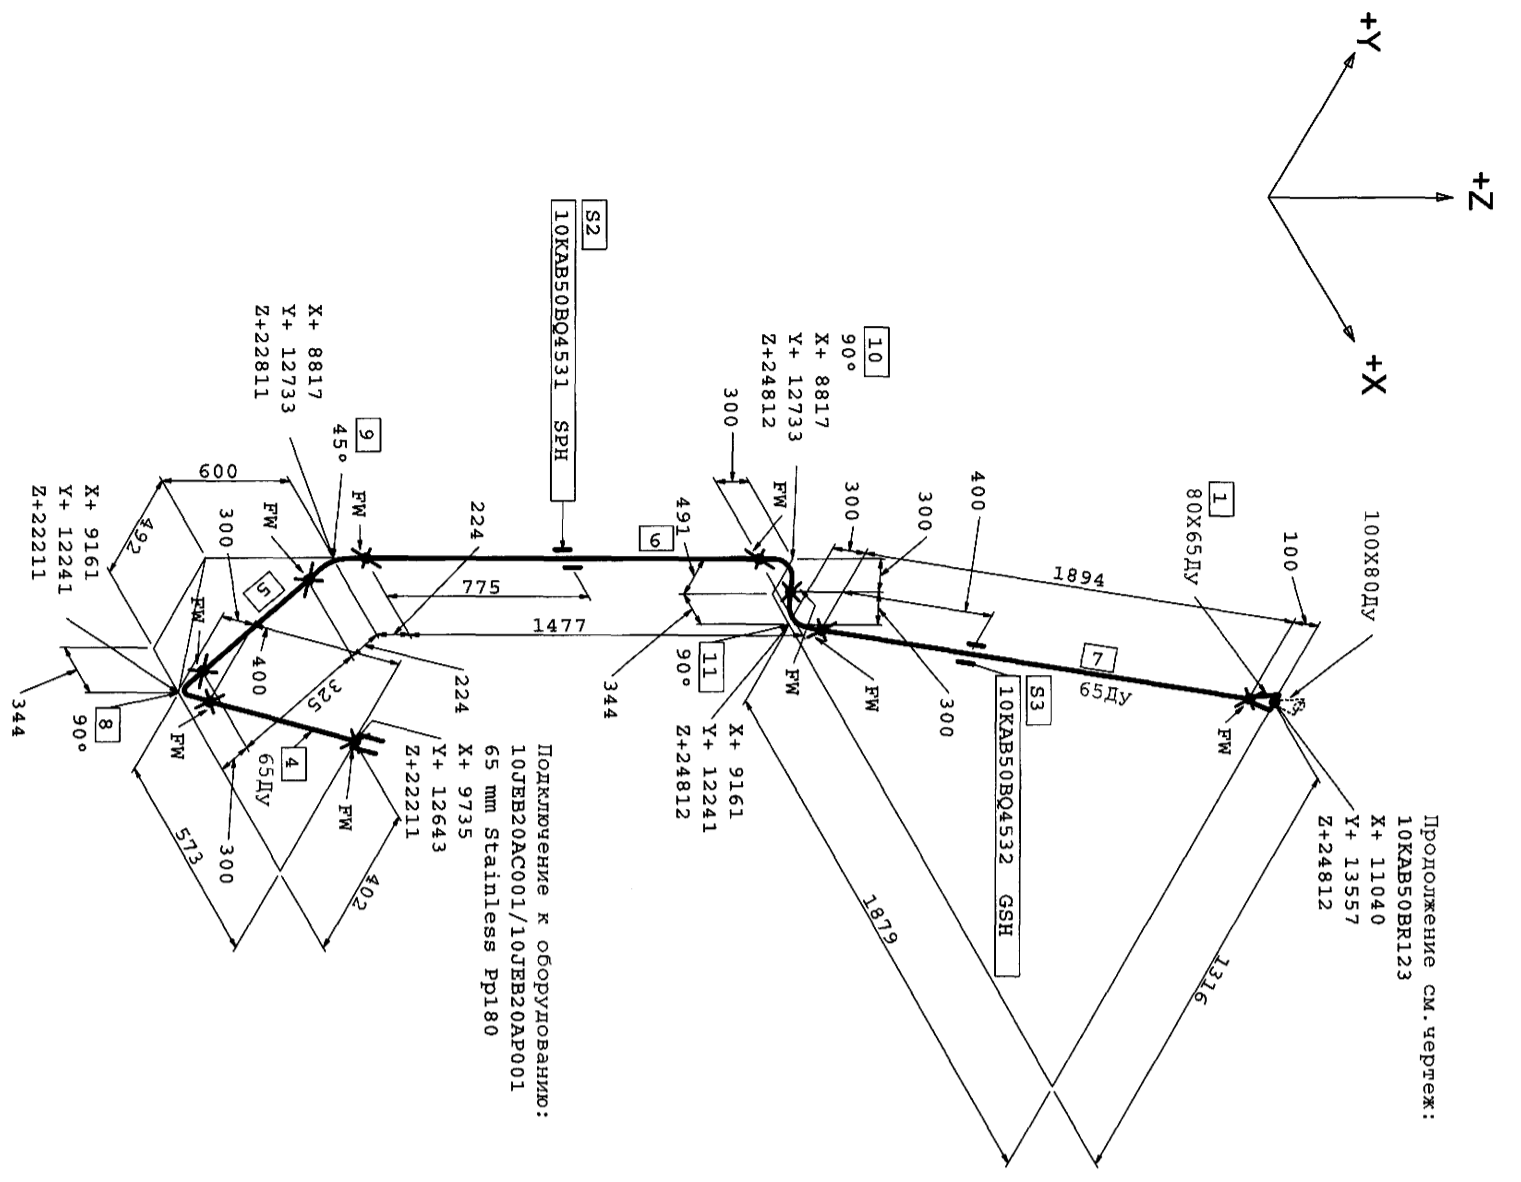 +Y
+Z
+X
S2
10KAB50BQ4531 SPH
X+ 8817
Y+ 12733
Z+22811
9
45°
600
492
X+ 9161
Y+ 12241
Z+22211
300
FW
FW
224
5
FW
400
325
224
344
8
90°
FW
4
65Ду
573
300
402
FW
775
1477
6
10
90°
X+ 8817
Y+ 12733
Z+24812
300
FW
491
300
300
400
1894
1
80X65Ду
100
100X80Ду
344
11
90°
FW
FW
7
65Ду
300
S3
10KAB50BQ4532 GSH
FW
X+ 9161
Y+ 12241
Z+24812
1879
1316
Продолжение см.чертеж:
10KAB50BR123
X+ 11040
Y+ 13557
Z+24812
Подключение к оборудованию:
10JEB20AC001/10JEB20AP001
65 mm Stainless Pp180
X+ 9735
Y+ 12643
Z+22211